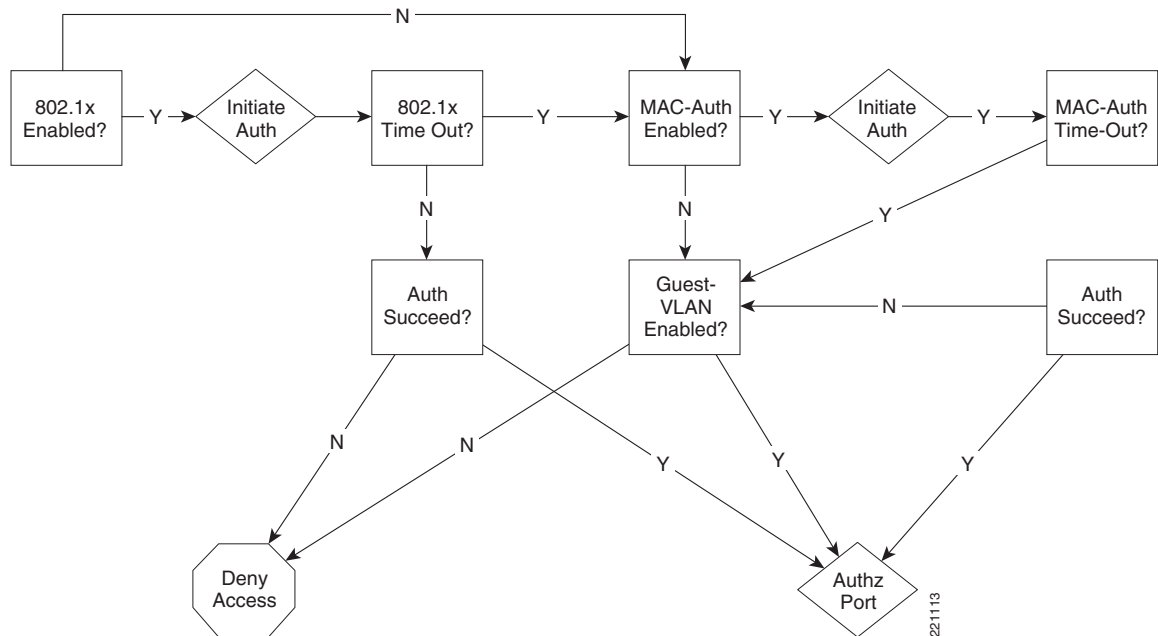 N
802.1x
Enabled?
Y
Initiate
Auth
802.1x
Time Out?
Y
MAC-Auth
Enabled?
Y
Initiate
Auth
Y
MAC-Auth
Time-Out?
N
N
Y
Auth
Succeed?
Guest-
VLAN
Enabled?
N
Auth
Succeed?
N
N
Y
Y
Y
Deny
Access
Authz
Port
221113